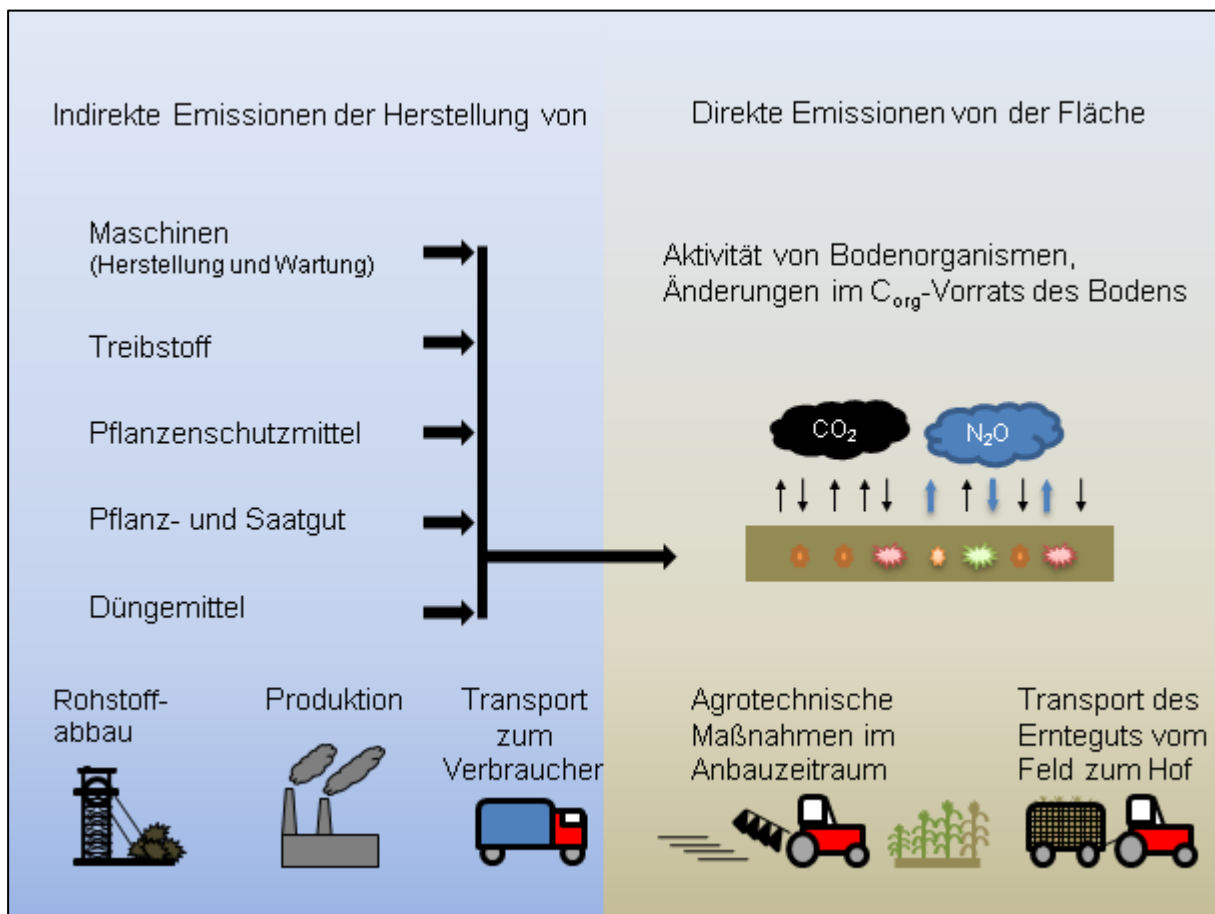 Indirekte Emissionen der Herstellung von
Maschinen
(Herstellung und Wartung)
Treibstoff
Pflanzenschutzmittel
Pflanz- und Saatgut
Düngemittel
Rohstoff-
abbau
Produktion
Transport
zum
Verbraucher
Direkte Emissionen von der Fläche
Aktivität von Bodenorganismen,
Änderungen im Corg-Vorrats des Bodens
CO₂
N₂O
Agrotechnische
Maßnahmen im
Anbauzeitraum
Transport des
Ernteguts vom
Feld zum Hof